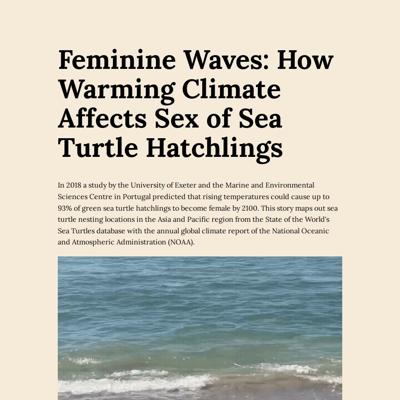 Feminine Waves: How
Warming Climate
Affects Sex of Sea
Turtle Hatchlings
In 2018 a study by the University of Exeter and the Marine and Environmental
Sciences Centre in Portugal predicted that rising temperatures could cause up to
93% of green sea turtle hatchlings to become female by 2100. This story maps out sea
turtle nesting locations in the Asia and Pacific region from the State of the World's
Sea Turtles database with the annual global climate report of the National Oceanic
and Atmospheric Administration (NOAA).